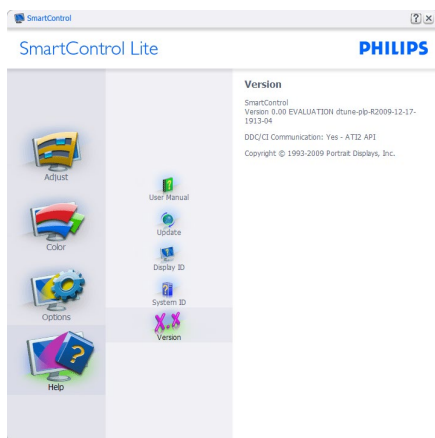 SmartControl
SmartControl Lite
PHILIPS
Adjust
Color
Options
Help
User Manual
Update
Display ID
System ID
Version
Version
SmartControl
Version 0.00 EVALUATION dtune-plp-R2009-12-17-
1913-04
DDC/CI Communication: Yes - ATI2 API
Copyright © 1993-2009 Portrait Displays, Inc.